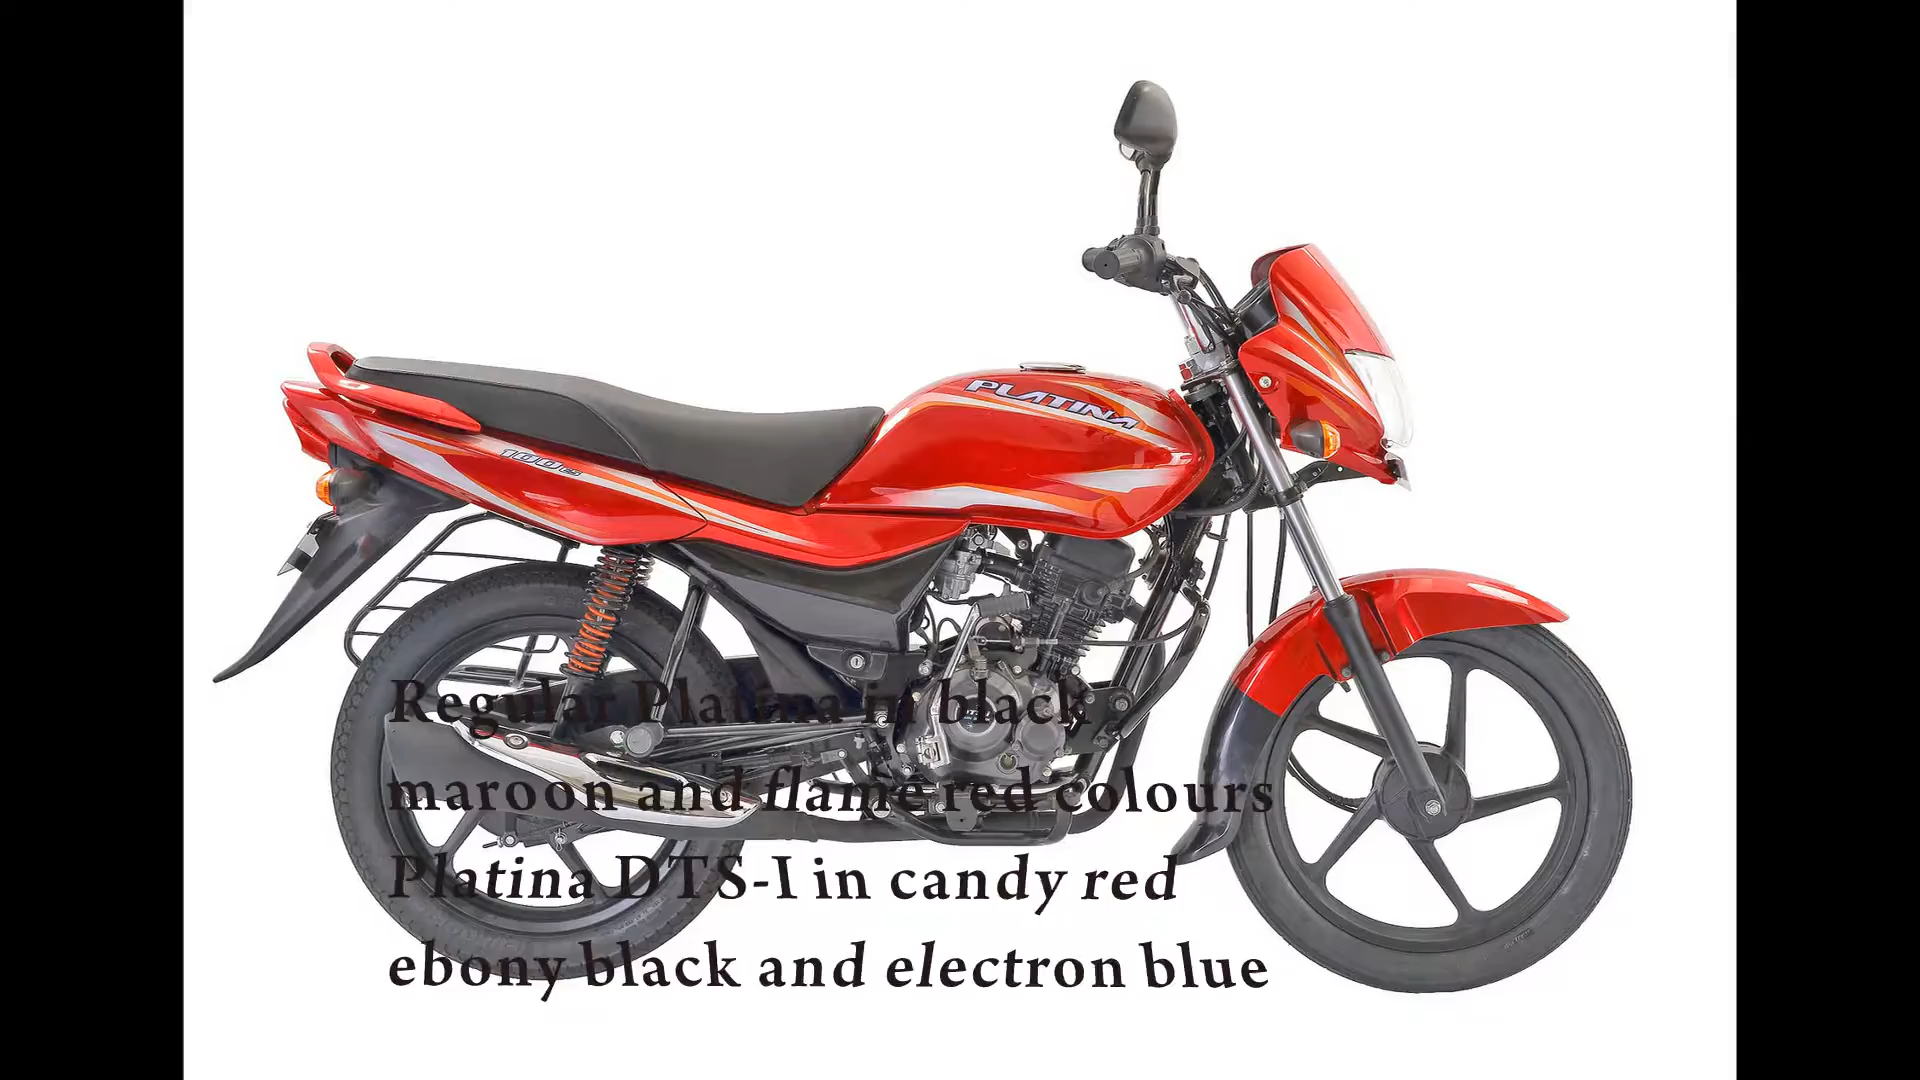 PLATINA
100es
Regular Platina in black
maroon and flame red colours
Platina DTS-I in candy red
ebony black and electron blue